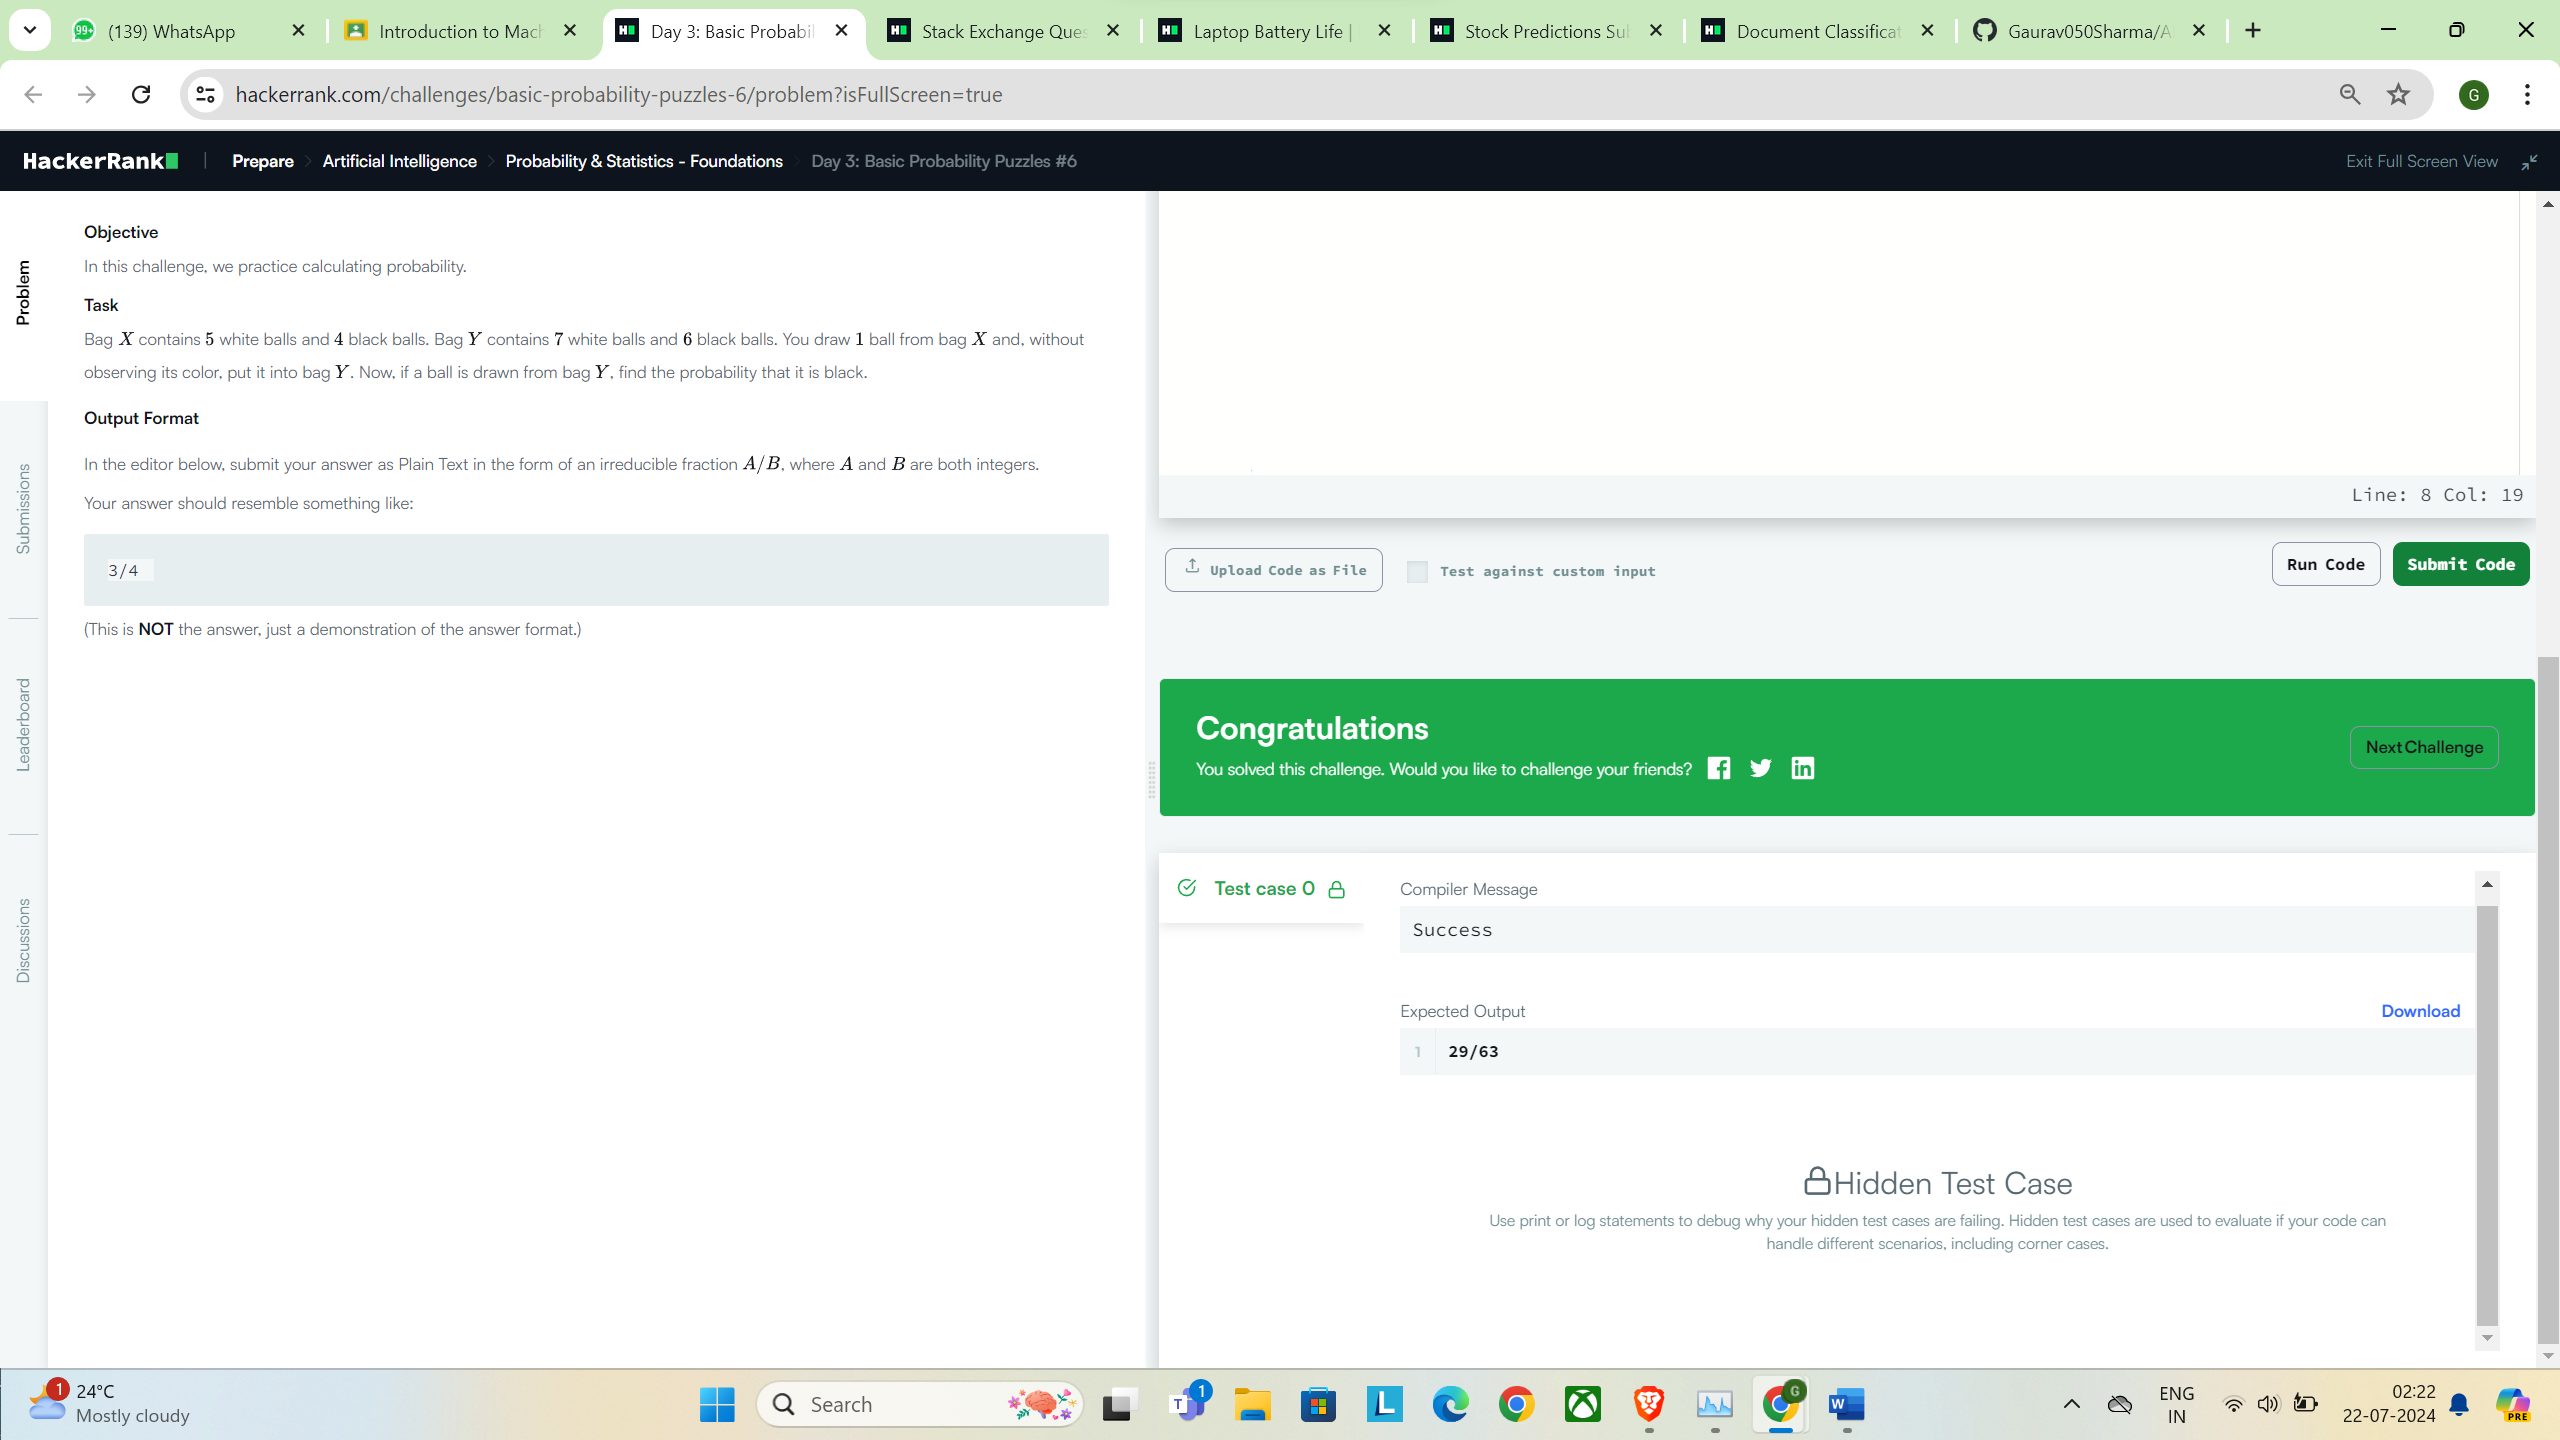 (139) WhatsApp
Introduction to Mach
Day 3: Basic Probabil
Stack Exchange Ques
Laptop Battery Life |
Stock Predictions Sub
Document Classificat
Gaurav050Sharma/A
hackerrank.com/challenges/basic-probability-puzzles-6/problem?isFullScreen=true
G
HackerRank
Prepare
Artificial Intelligence
Probability & Statistics - Foundations
Day 3: Basic Probability Puzzles #6
Exit Full Screen View
Problem
Submissions
Leaderboard
Discussions
Objective
In this challenge, we practice calculating probability.
Task
Bag X contains 5 white balls and 4 black balls. Bag Y contains 7 white balls and 6 black balls. You draw 1 ball from bag X and, without
observing its color, put it into bag Y. Now, if a ball is drawn from bag Y, find the probability that it is black.
Output Format
In the editor below, submit your answer as Plain Text in the form of an irreducible fraction A/B, where A and B are both integers.
Your answer should resemble something like:
3/4
(This is NOT the answer, just a demonstration of the answer format.)
Line: 8 Col: 19
Upload Code as File
Test against custom input
Run Code
Submit Code
Congratulations
You solved this challenge. Would you like to challenge your friends?
Next Challenge
Test case 0
Compiler Message
Success
Expected Output
Download
1
29/63
Hidden Test Case
Use print or log statements to debug why your hidden test cases are failing. Hidden test cases are used to evaluate if your code can
handle different scenarios, including corner cases.
1
24°C
Mostly cloudy
Search
1
ENG
IN
02:22
22-07-2024
PRE